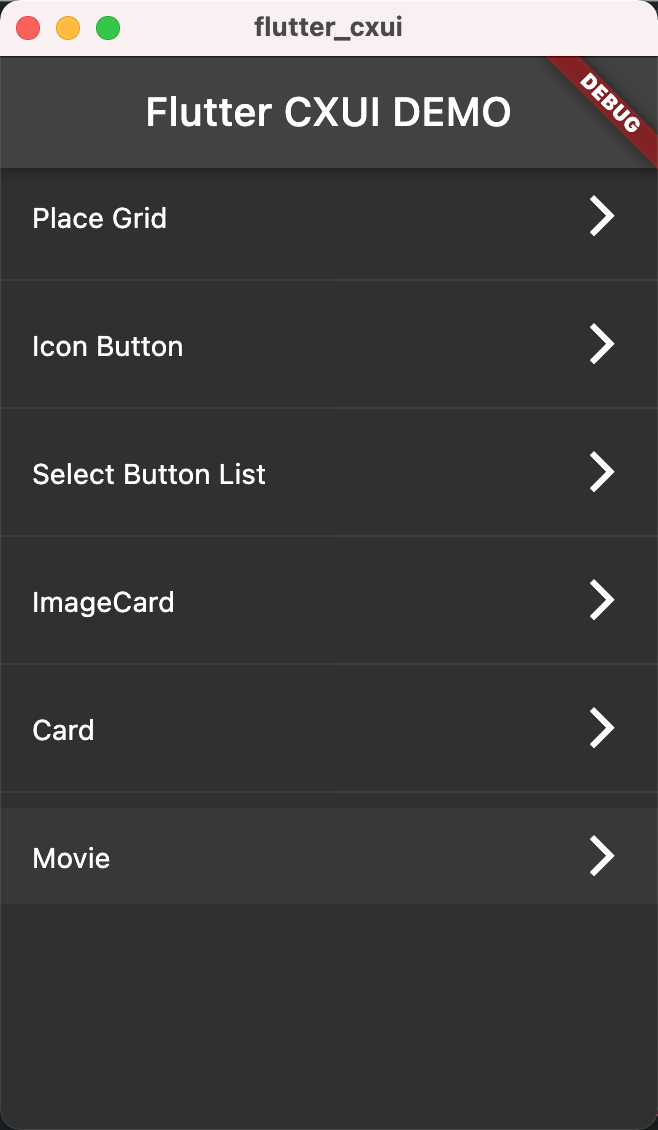 flutter_cxui
Flutter CXUI DEMO
DEBUG
Place Grid
Icon Button
Select Button List
ImageCard
Card
Movie